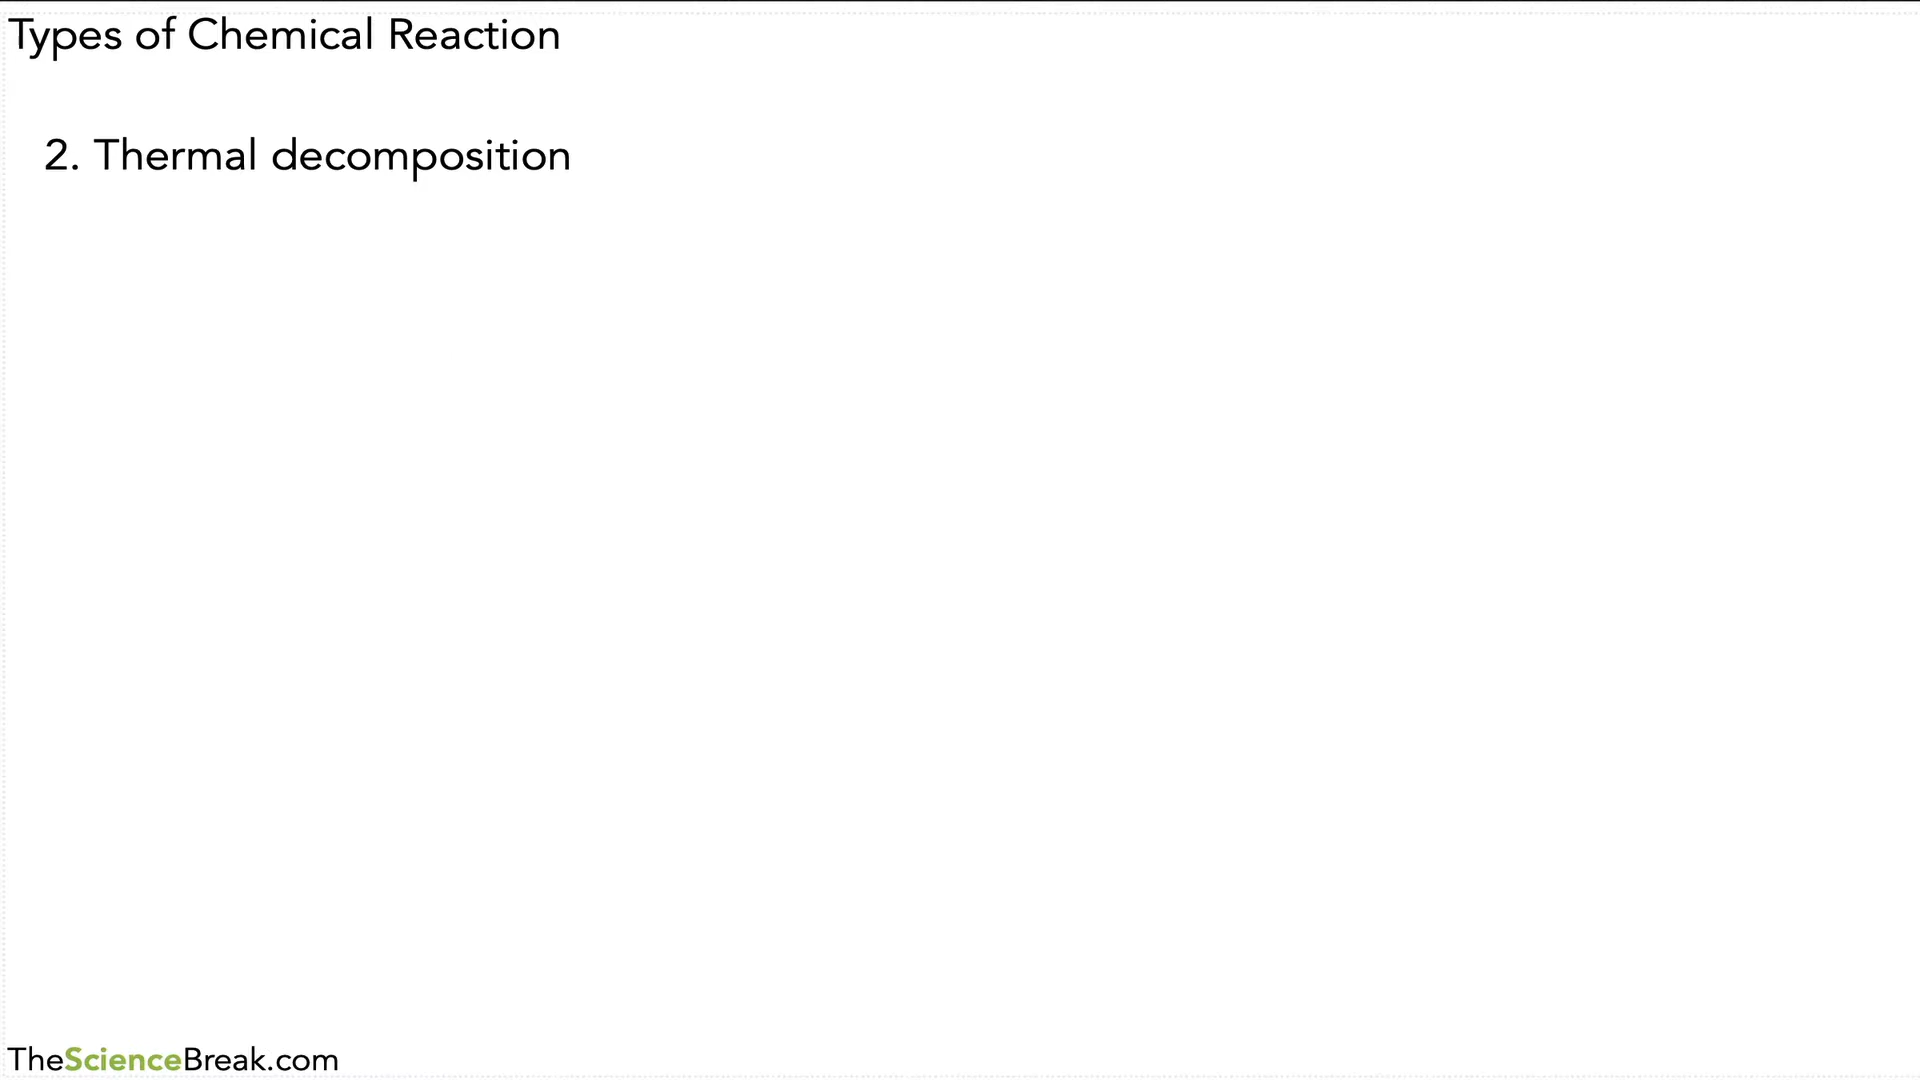 Types of Chemical Reaction
2. Thermal decomposition
TheScienceBreak.com